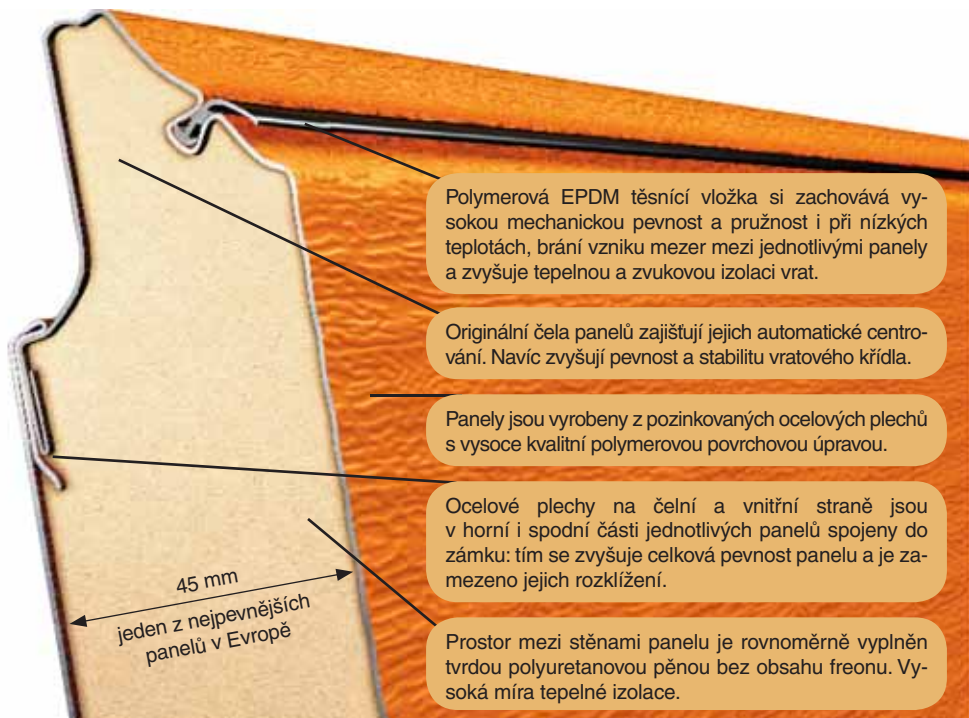 Polymerová EPDM těsnící vložka si zachovává vy-
sokou mechanickou pevnost a pružnost i při nízkých
teplotách, brání vzniku mezer mezi jednotlivými panely
a zvyšuje tepelnou a zvukovou izolaci vrat.
Originální čela panelů zajišťují jejich automatické centro-
vání. Navíc zvyšují pevnost a stabilitu vratového křídla.
Panely jsou vyrobeny z pozinkovaných ocelových plechů
s vysoce kvalitní polymerovou povrchovou úpravou.
Ocelové plechy na čelní a vnitřní straně jsou
v horní i spodní části jednotlivých panelů spojeny do
zámku: tím se zvyšuje celková pevnost panelu a je za-
mezeno jejich rozklížení.
45 mm
jeden z nejpevnějších
panelů v Evropě
Prostor mezi stěnami panelu je rovnoměrně vyplněn
tvrdou polyuretanovou pěnou bez obsahu freonu. Vy-
soká míra tepelné izolace.